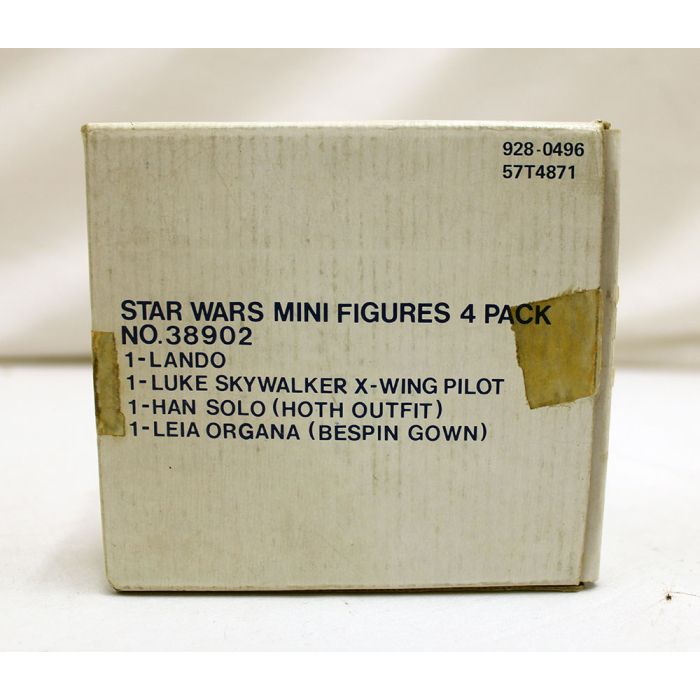 928-0496
57T4871
STAR WARS MINI FIGURES 4 PACK
NO.38902
1-LANDO
1-LUKE SKYWALKER X-WING PILOT
1-HAN SOLO (HOTH OUTFIT)
1-LEIA ORGANA (BESPIN GOWN)